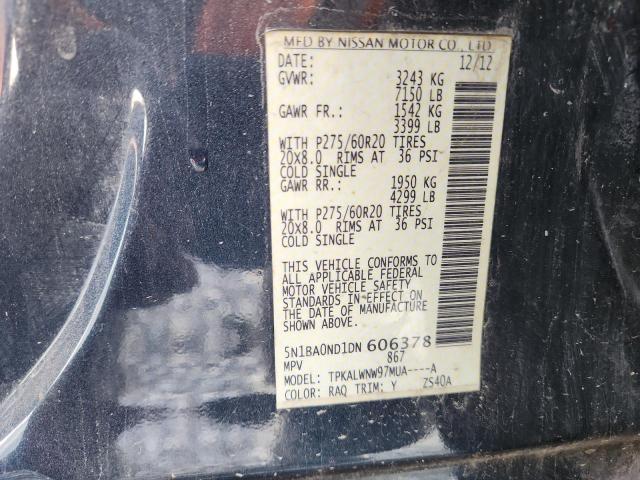 MFD BY NISSAN MOTOR CO., LTD.
DATE: 12/12
GVWR: 3243 KG
7150 LB
GAWR FR.: 1542 KG
3399 LB
WITH P275/60R20 TIRES
20X8.0 RIMS AT 36 PSI
COLD SINGLE
GAWR RR.: 1950 KG
4299 LB
WITH P275/60R20 TIRES
20X8.0 RIMS AT 36 PSI
COLD SINGLE
THIS VEHICLE CONFORMS TO
ALL APPLICABLE FEDERAL
MOTOR VEHICLE SAFETY
STANDARDS IN EFFECT ON
THE DATE OF MANUFACTURE
SHOWN ABOVE.
5N1BA0ND1DN 606378
MPV 867
MODEL: TPKALWNW97MUA----A
COLOR: RAQ TRIM: Y ZS40A